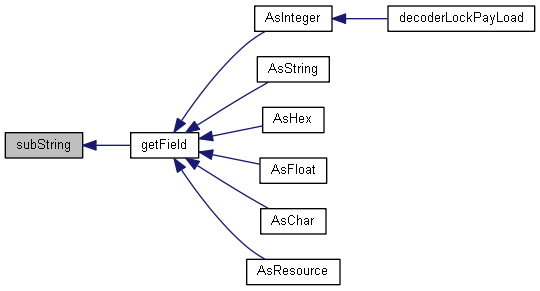 AsInteger
decoderLockPayLoad
AsString
AsHex
subString
getField
AsFloat
AsChar
AsResource